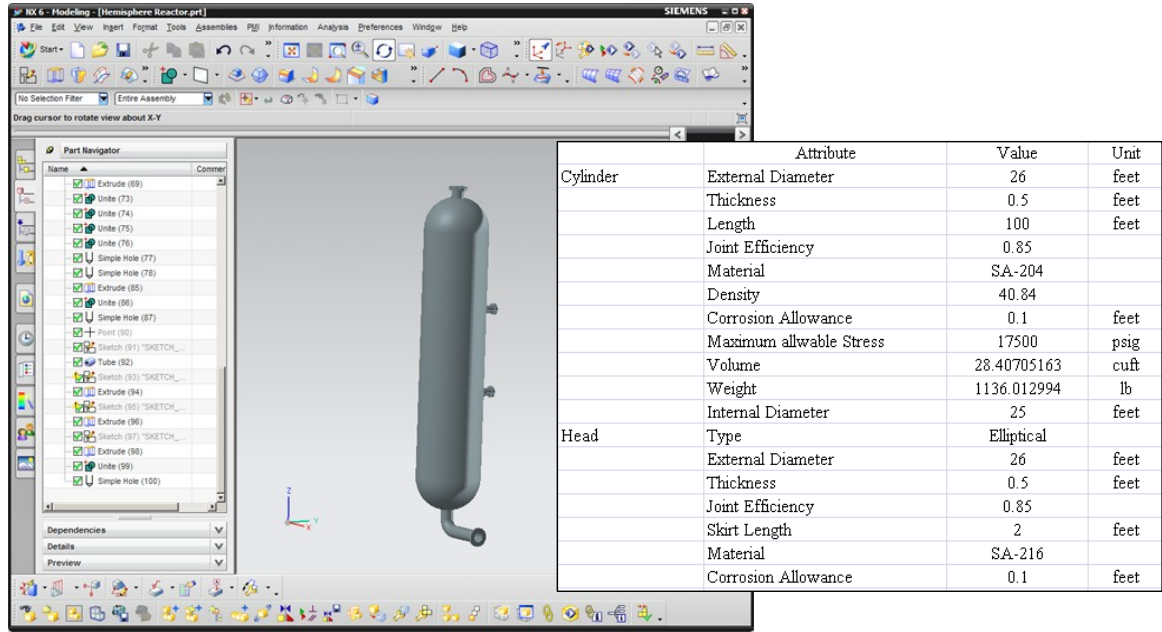 NX 6 - Modeling - [Hemisphere Reactor.prt]
SIEMENS
File Edit View Insert Format Tools Assemblies PMI Information Analysis Preferences Window Help
Start
No Selection Filter Entire Assembly
Drag cursor to rotate view about X-Y
Part Navigator
Name Commer
Extrude (69)
Unite (73)
Unite (74)
Unite (75)
Unite (76)
Simple Hole (77)
Simple Hole (78)
Extrude (85)
Unite (86)
Simple Hole (87)
Point (90)
Sketch (91) "SKETCH_...
Tube (92)
Sketch (93) "SKETCH_...
Extrude (94)
Sketch (95) "SKETCH_...
Extrude (96)
Sketch (97) "SKETCH_...
Extrude (98)
Unite (99)
Simple Hole (100)
Dependencies
Details
Preview
Z
Y
X
Attribute Value Unit
Cylinder External Diameter 26 feet
Thickness 0.5 feet
Length 100 feet
Joint Efficiency 0.85
Material SA-204
Density 40.84
Corrosion Allowance 0.1 feet
Maximum allwable Stress 17500 psig
Volume 28.40705163 cuft
Weight 1136.012994 lb
Internal Diameter 25 feet
Head Type Elliptical
External Diameter 26 feet
Thickness 0.5 feet
Joint Efficiency 0.85
Skirt Length 2 feet
Material SA-216
Corrosion Allowance 0.1 feet